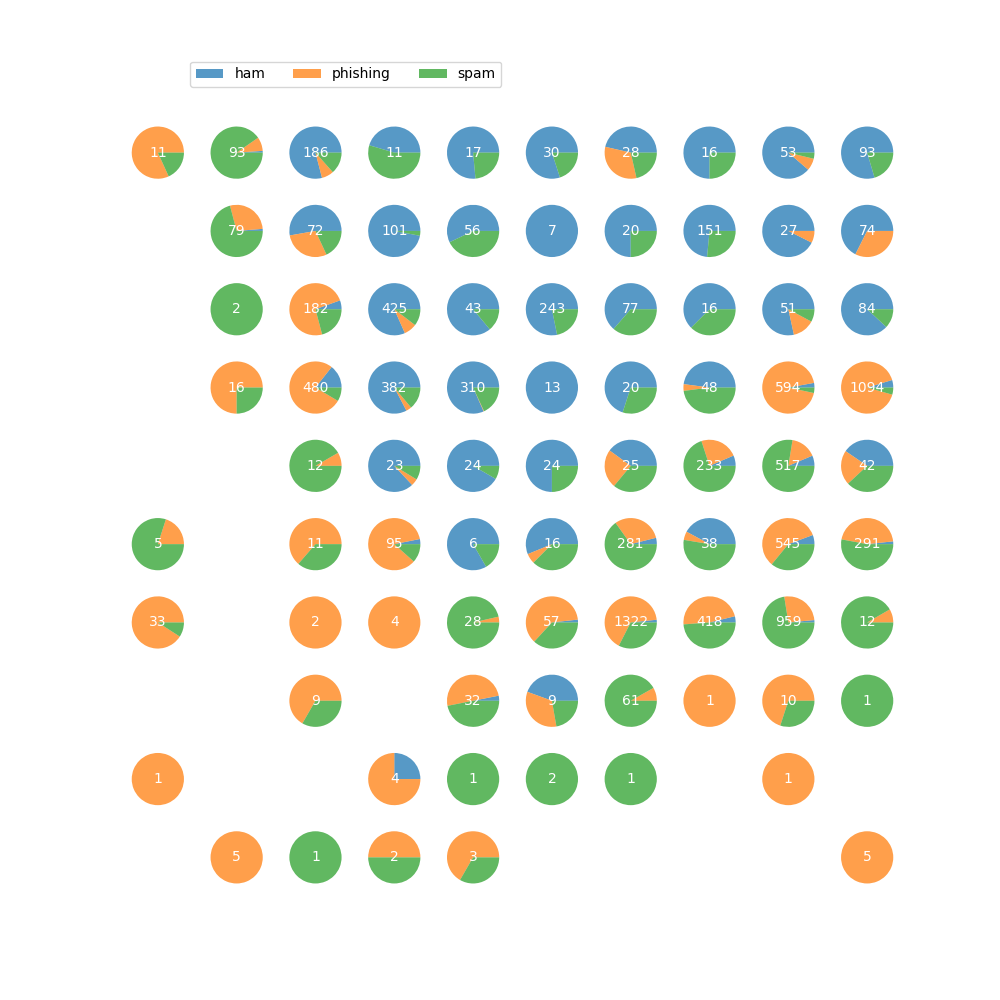 ham phishing spam
11 93 186 11 17 30 28 16 53 93
79 72 101 56 7 20 151 27 74
2 182 425 43 243 77 16 51 84
16 480 382 310 13 20 48 594 1094
12 23 24 24 25 233 517 42
5 11 95 6 16 281 38 545 291
33 2 4 28 57 1322 418 959 12
9 32 9 61 1 10 1
1 4 1 2 1 1
5 1 2 3 5